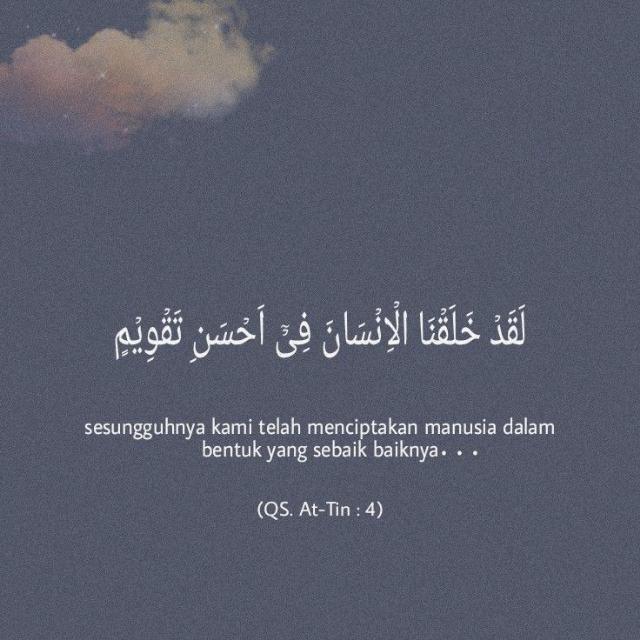 لَقَدْ خَلَقْنَا الْاِنْسَانَ فِىْٓ اَحْسَنِ تَقْوِيْمٍ
sesungguhnya kami telah menciptakan manusia dalam
bentuk yang sebaik baiknya• • •
(QS. At-Tin : 4)